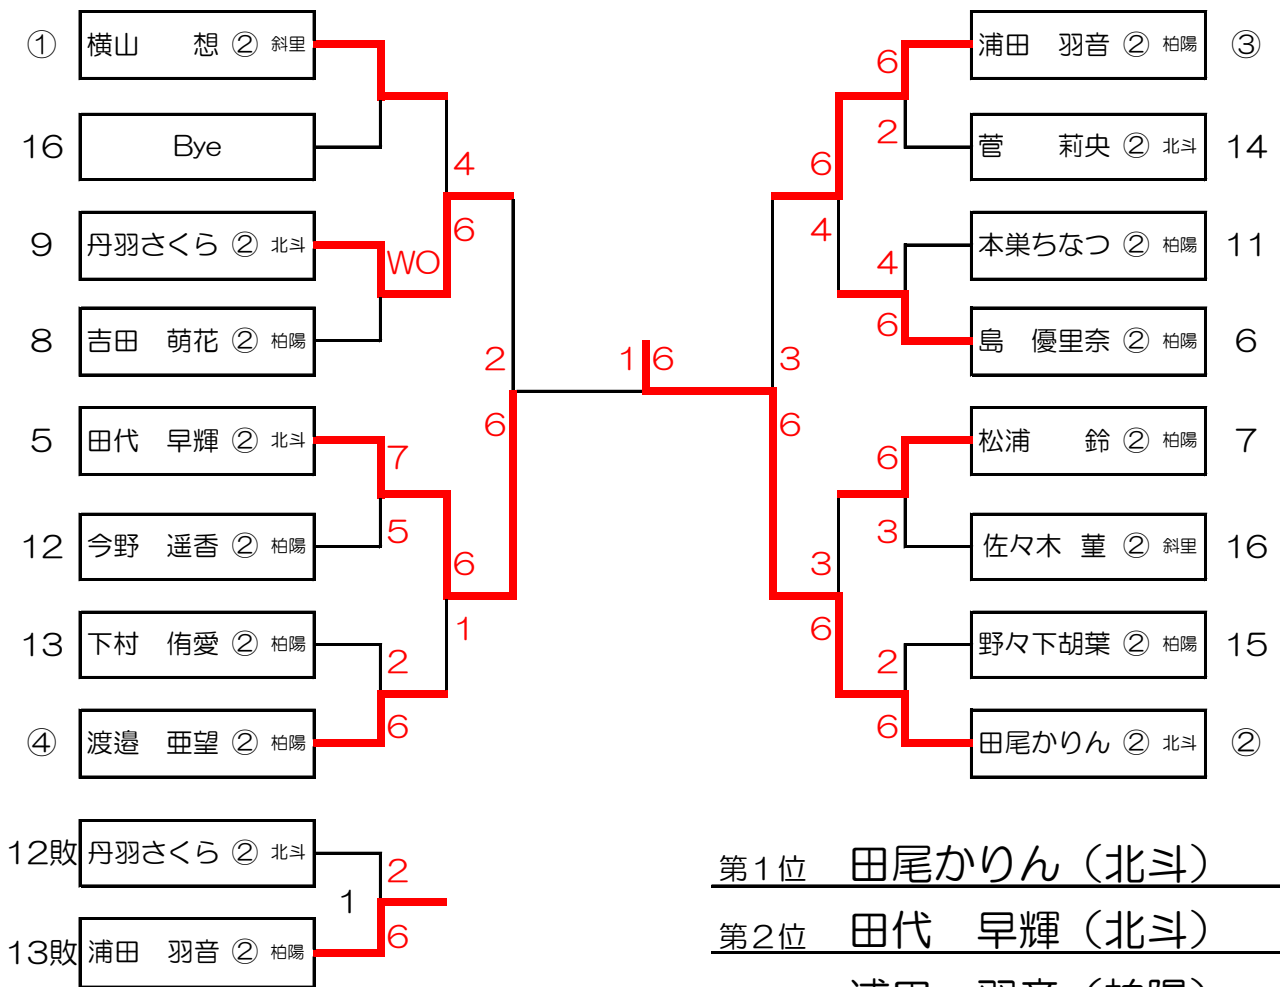 ① 横山 想 ② 斜里
16 Bye
9 丹羽さくら ② 北斗
8 吉田 萌花 ② 柏陽
5 田代 早輝 ② 北斗
12 今野 遥香 ② 柏陽
13 下村 侑愛 ② 柏陽
④ 渡邉 亜望 ② 柏陽
4
6
WO
7
5
6
1
2
6
2
6
1 6
浦田 羽音 ② 柏陽 ③
菅 莉央 ② 北斗 14
本巣ちなつ ② 柏陽 11
島 優里奈 ② 柏陽 6
松浦 鈴 ② 柏陽 7
佐々木 菫 ② 斜里 16
野々下胡葉 ② 柏陽 15
田尾かりん ② 北斗 ②
6
2
6
4
4
6
3
6
6
3
3
6
2
6
12敗 丹羽さくら ② 北斗
13敗 浦田 羽音 ② 柏陽
2
1
6
第1位 田尾かりん（北斗）
第2位 田代 早輝（北斗）
浦田 羽音（柏陽）